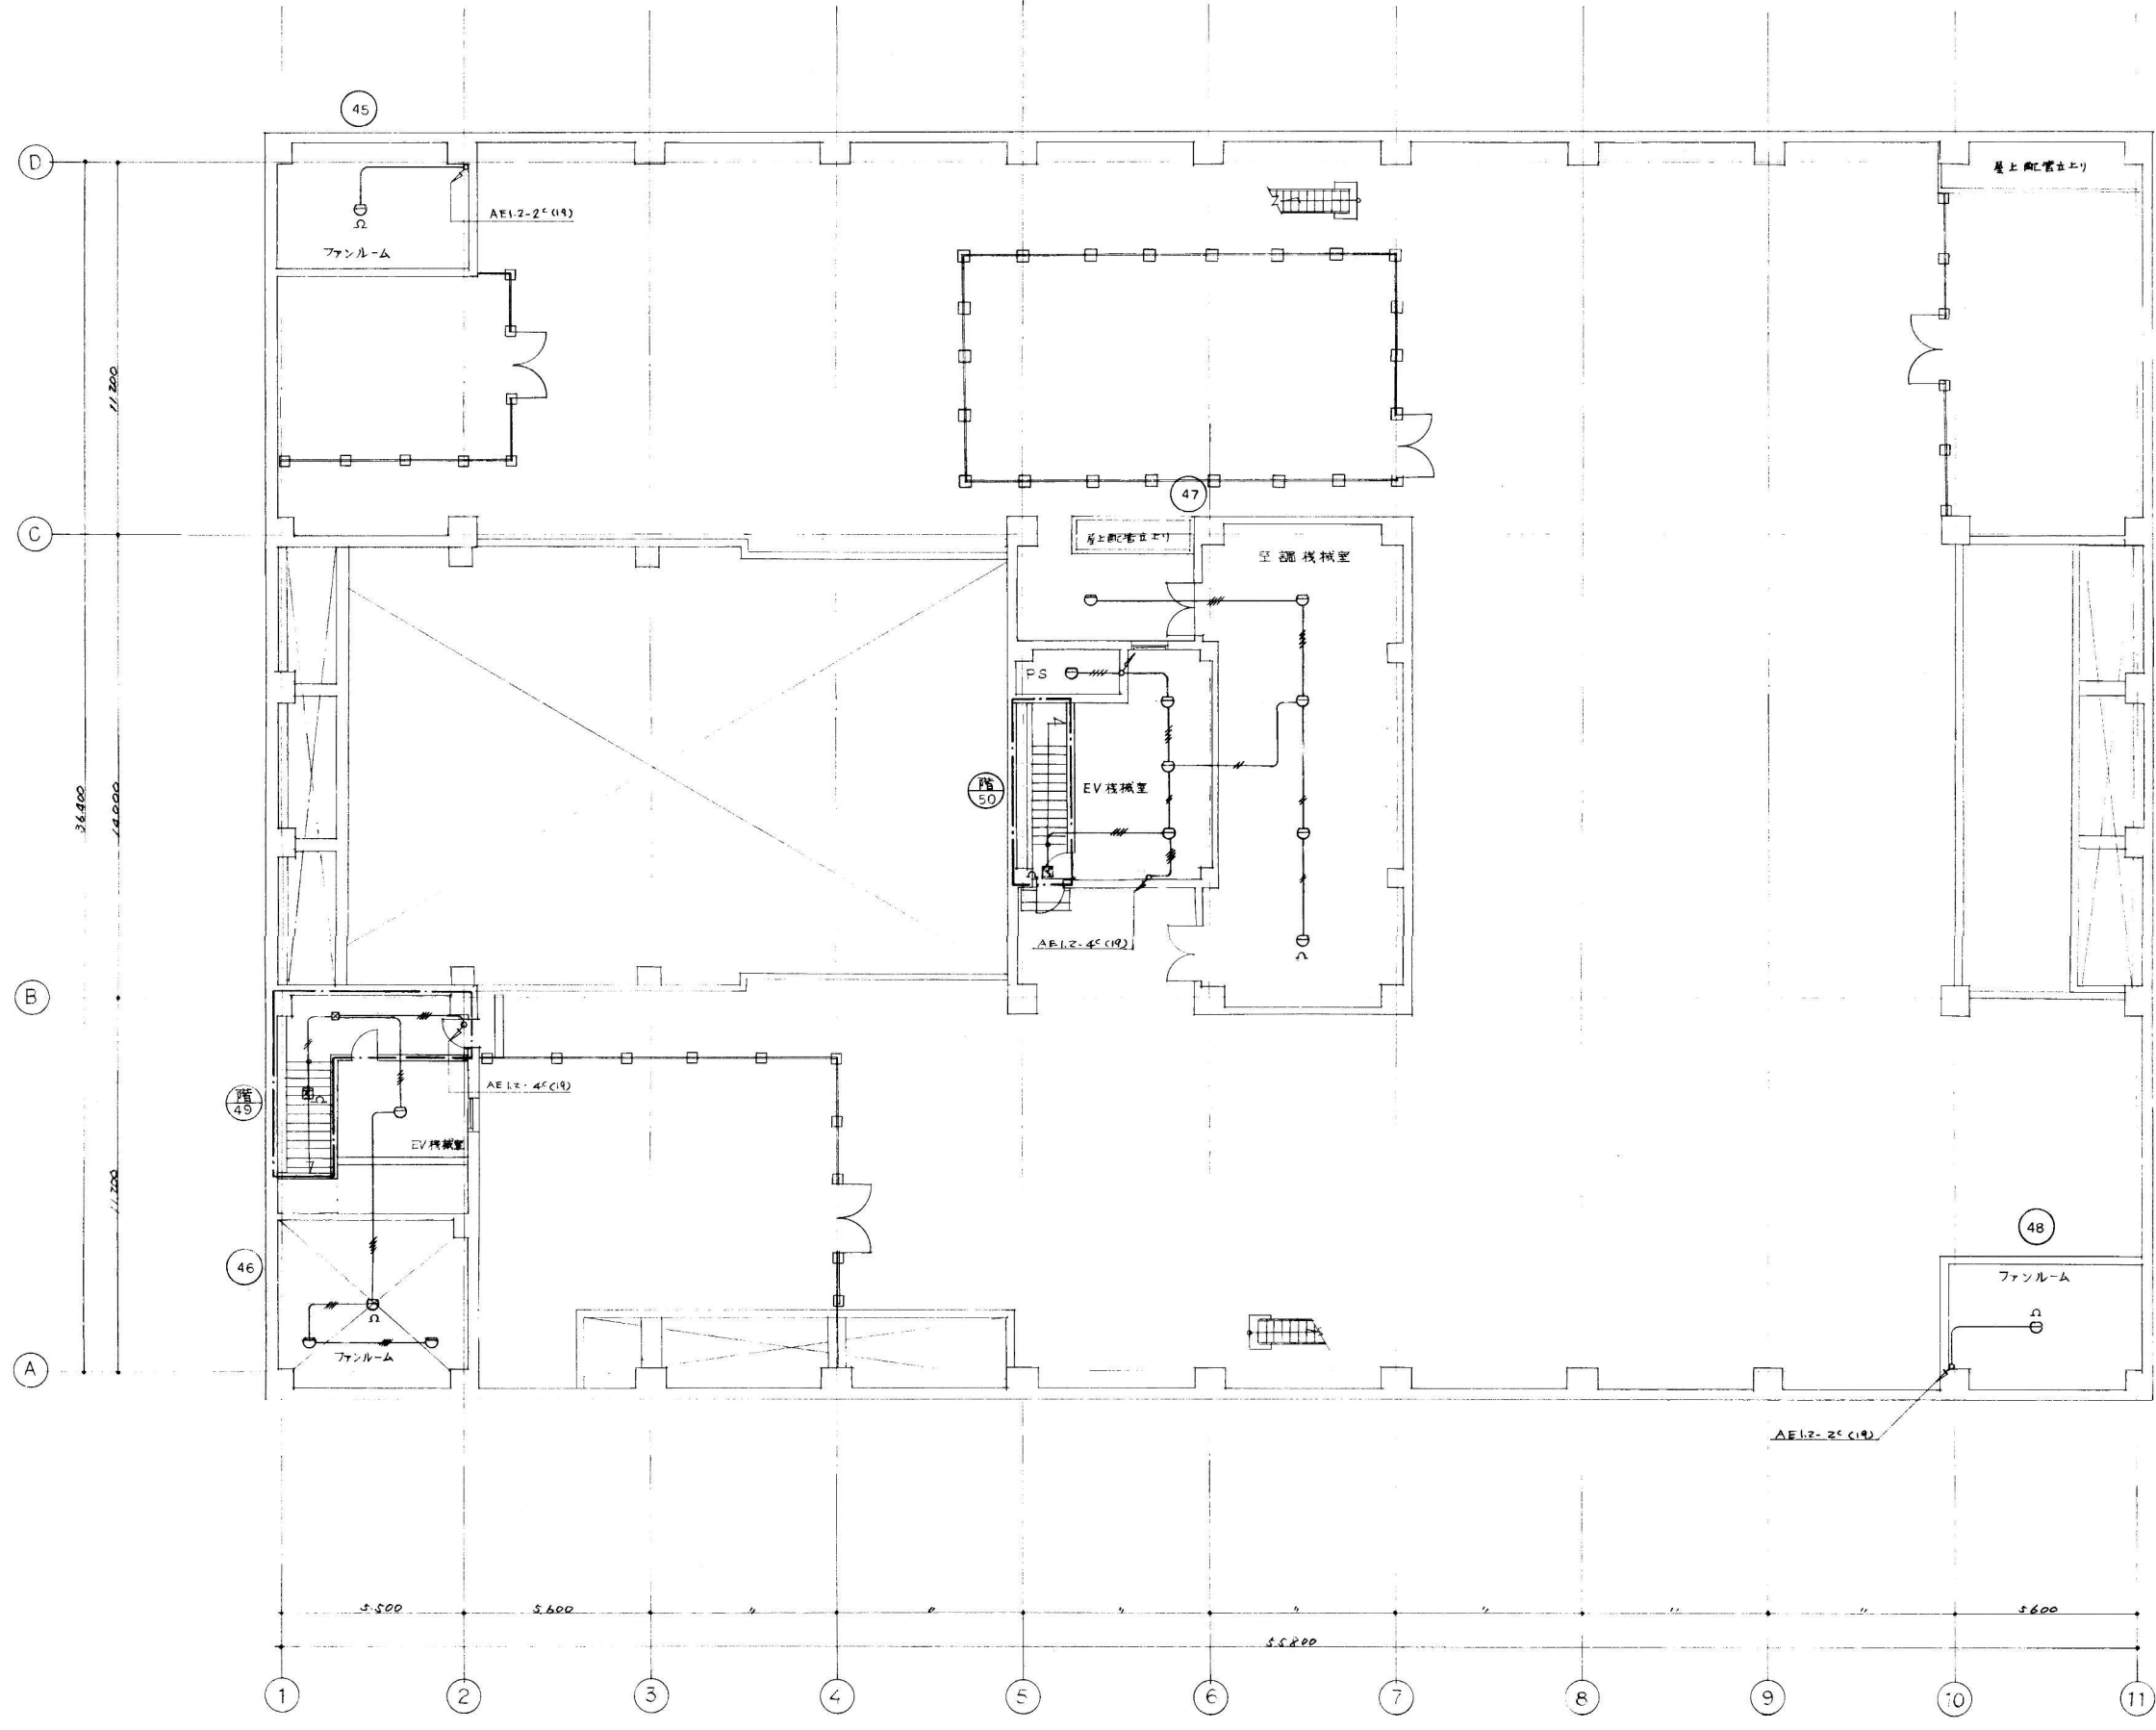 45
D
屋上配管立上り
AE1.2-2C(19)
ファンルーム
11,200
47
C
屋上配管立上り
空調機械室
PS
36,400
14,000
階
50
EV機械室
AE1.2-4C(19)
B
AE1.2-4C(19)
階
49
EV機械室
11,200
48
46
ファンルーム
ファンルーム
A
AE1.2-2C(19)
5,500
5,600
〃
〃
〃
〃
〃
〃
〃
5600
55800
1
2
3
4
5
6
7
8
9
10
11